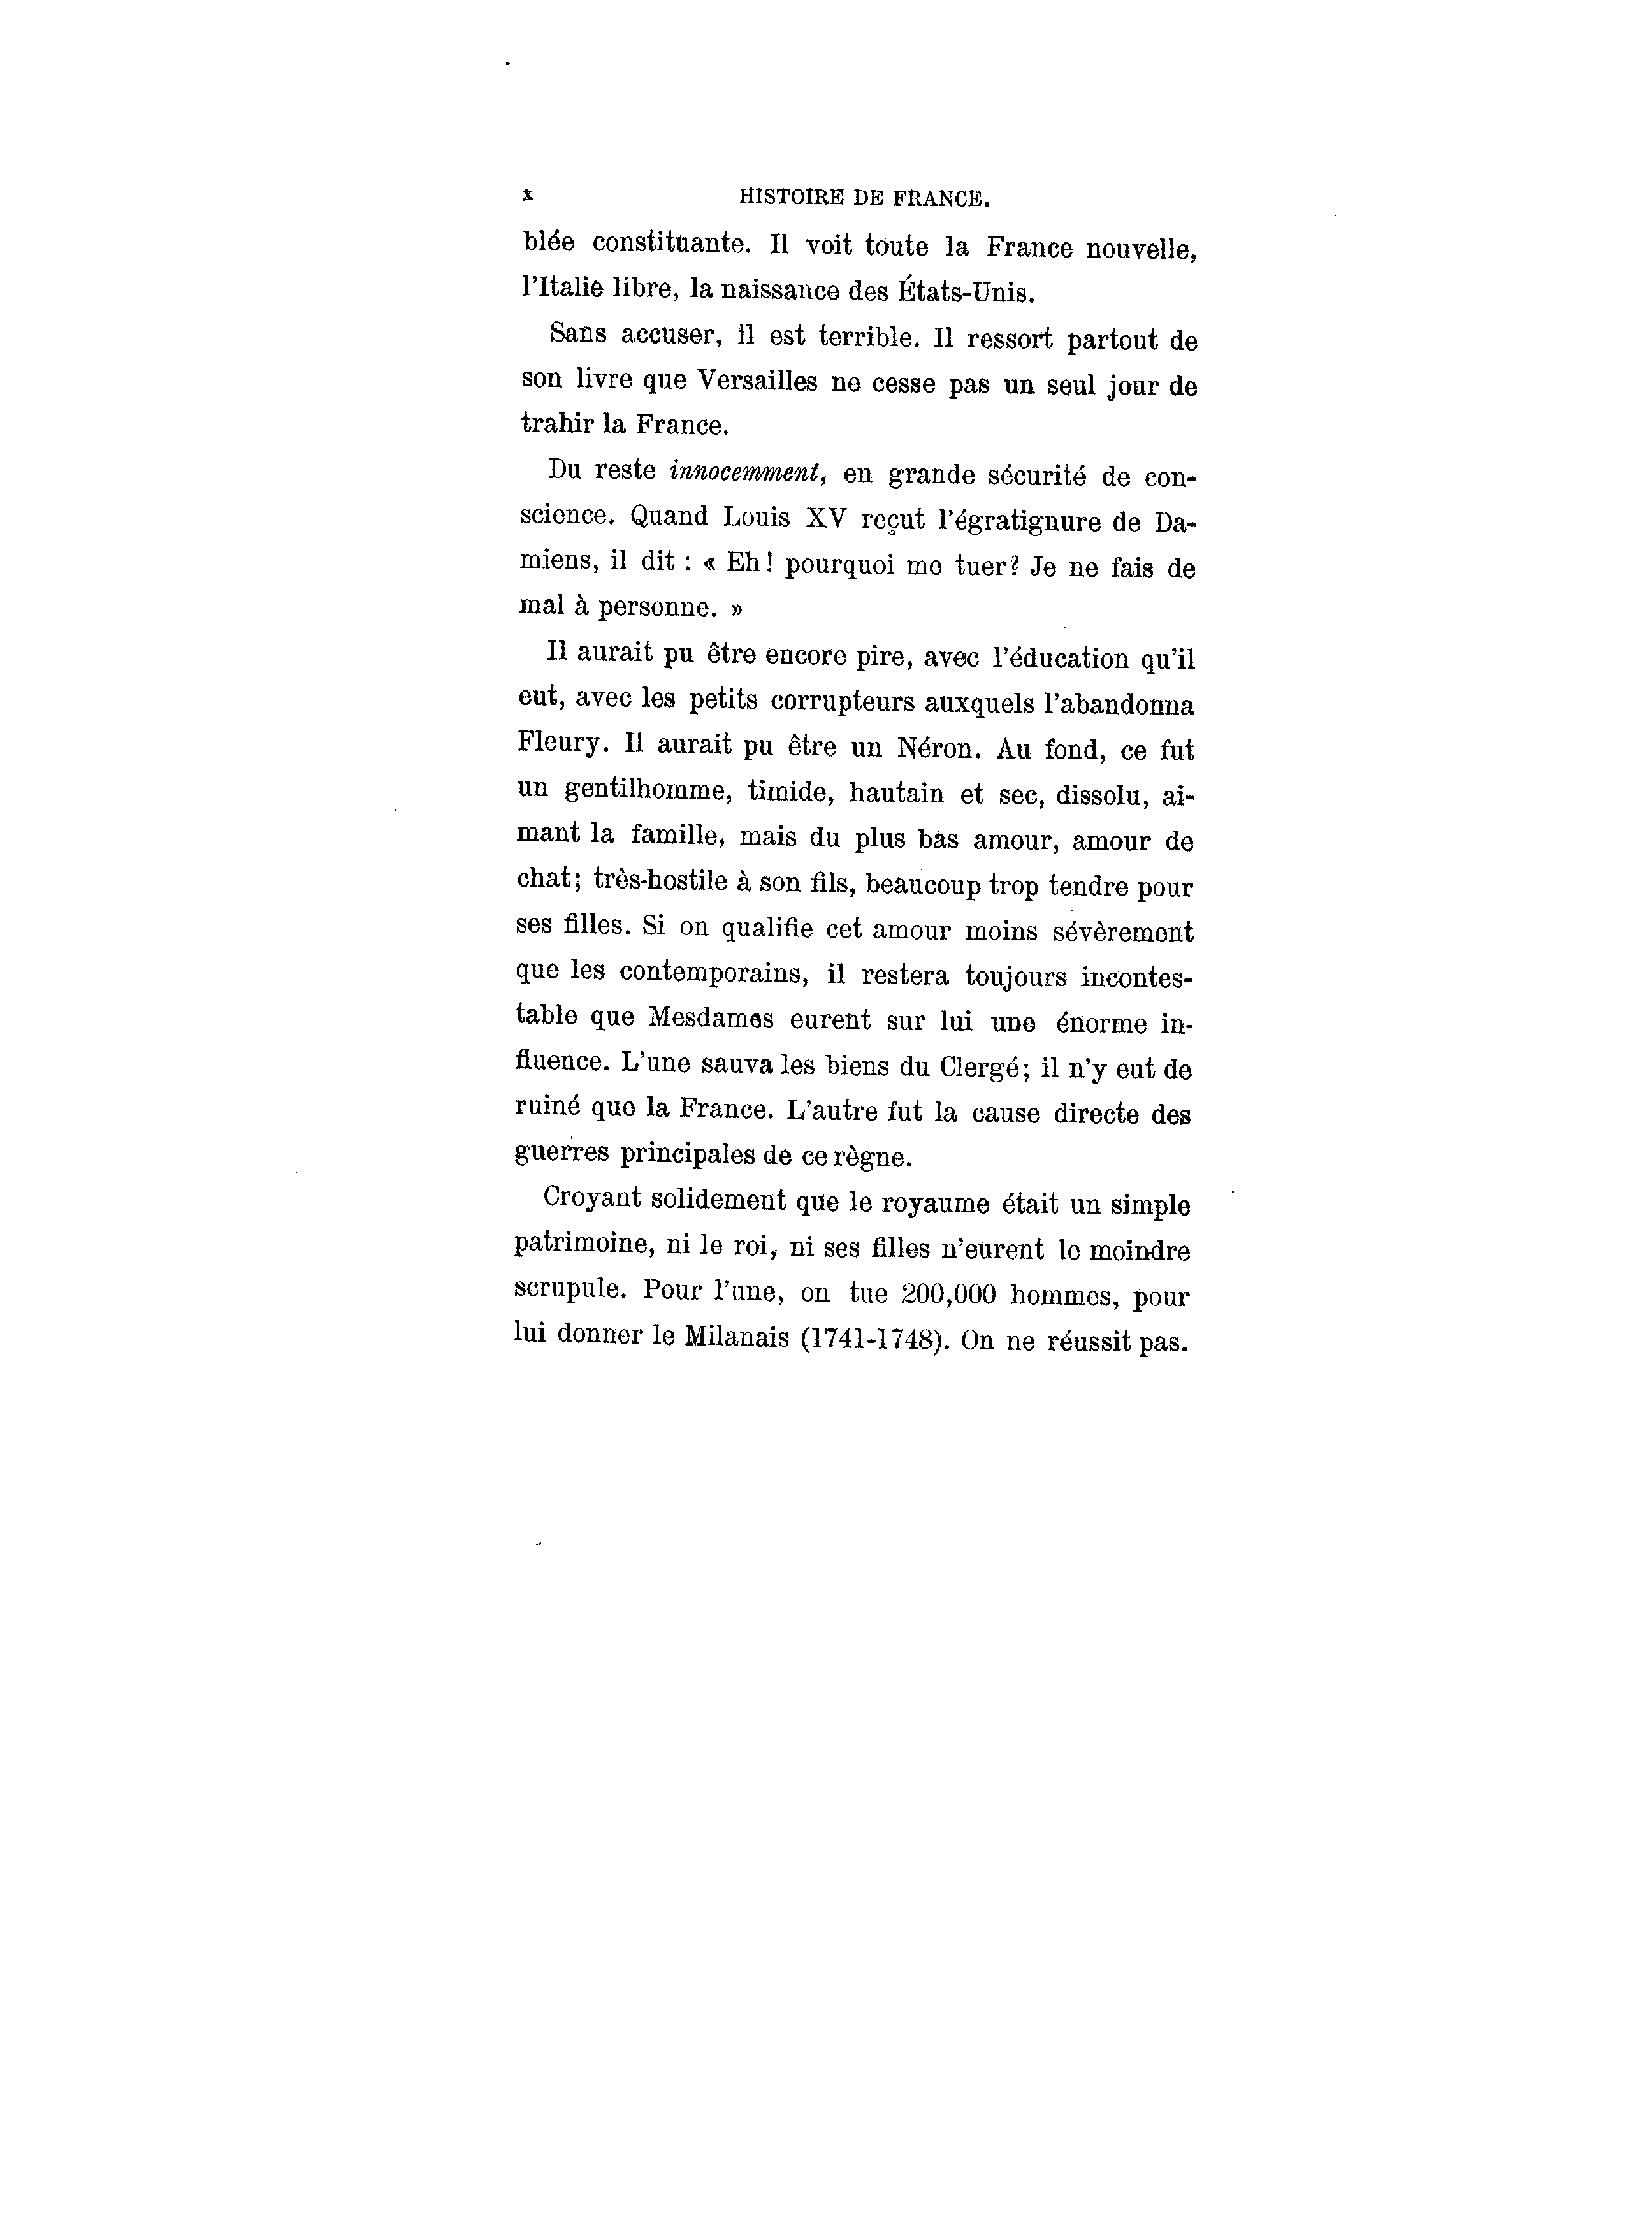 x HISTOIRE DE FRANCE.
blée constituante. Il voit toute la France nouvelle,
l'Italie libre, la naissance des États-Unis.
Sans accuser, il est terrible. Il ressort partout de
son livre que Versailles ne cesse pas un seul jour de
trahir la France.
Du reste innocemment, en grande sécurité de con-
science. Quand Louis XV reçut l'égratignure de Da-
miens, il dit : « Eh! pourquoi me tuer? Je ne fais de
mal à personne. »
Il aurait pu être encore pire, avec l'éducation qu'il
eut, avec les petits corrupteurs auxquels l'abandonna
Fleury. Il aurait pu être un Néron. Au fond, ce fut
un gentilhomme, timide, hautain et sec, dissolu, ai-
mant la famille, mais du plus bas amour, amour de
chat; très-hostile à son fils, beaucoup trop tendre pour
ses filles. Si on qualifie cet amour moins sévèrement
que les contemporains, il restera toujours incontes-
table que Mesdames eurent sur lui une énorme in-
fluence. L'une sauva les biens du Clergé; il n'y eut de
ruiné que la France. L'autre fut la cause directe des
guerres principales de ce règne.
Croyant solidement que le royaume était un simple
patrimoine, ni le roi, ni ses filles n'eurent le moindre
scrupule. Pour l'une, on tue 200,000 hommes, pour
lui donner le Milanais (1741-1748). On ne réussit pas.